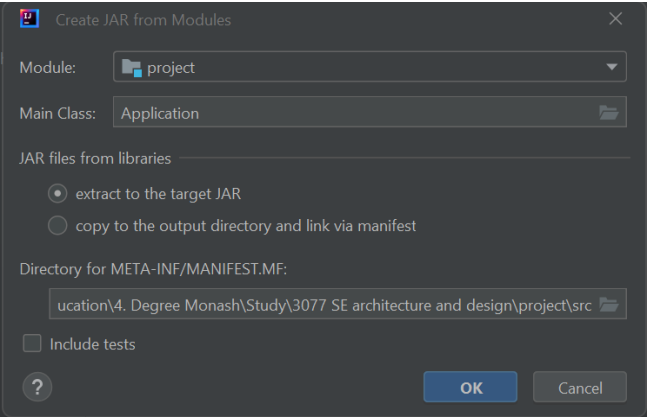 Create JAR from Modules
Module: project
Main Class: Application
JAR files from libraries
extract to the target JAR
copy to the output directory and link via manifest
Directory for META-INF/MANIFEST.MF:
ucation\4. Degree Monash\Study\3077 SE architecture and design\project\src
Include tests
? OK Cancel